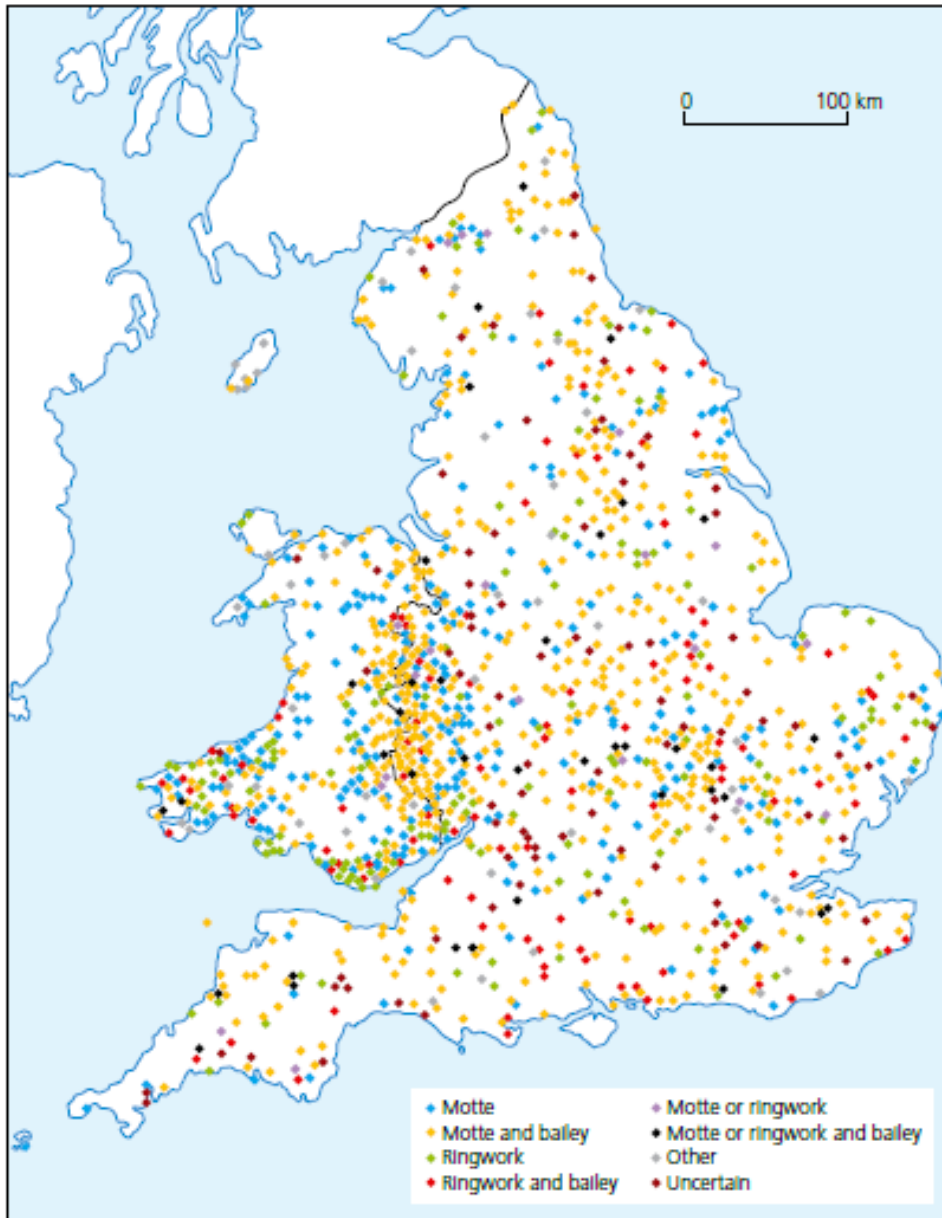 0 100 km
Motte
Motte and bailey
Ringwork
Ringwork and bailey
Motte or ringwork
Motte or ringwork and bailey
Other
Uncertain